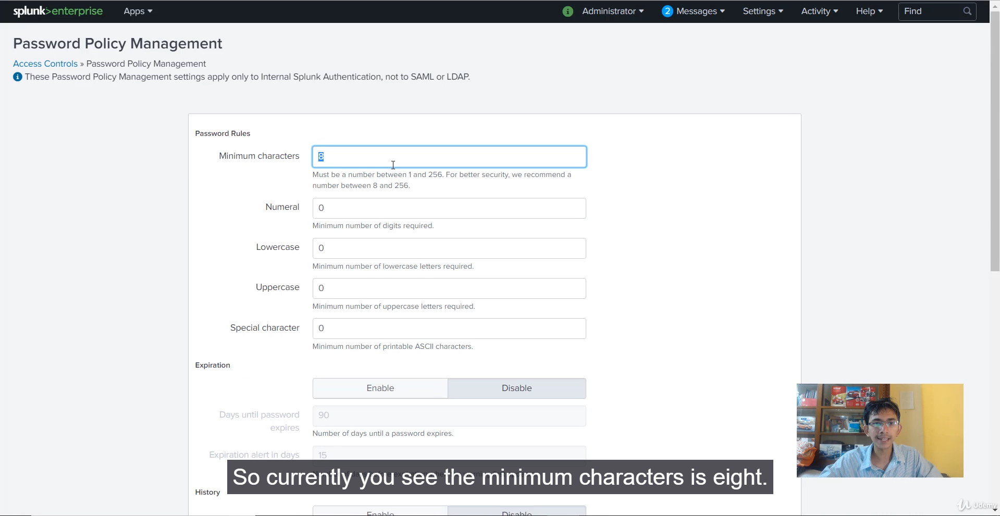 splunk>enterprise Apps Administrator 2 Messages Settings Activity Help Find
Password Policy Management
Access Controls » Password Policy Management
These Password Policy Management settings apply only to Internal Splunk Authentication, not to SAML or LDAP.
Password Rules
Minimum characters 8
Must be a number between 1 and 256. For better security, we recommend a
number between 8 and 256.
Numeral 0
Minimum number of digits required.
Lowercase 0
Minimum number of lowercase letters required.
Uppercase 0
Minimum number of uppercase letters required.
Special character 0
Minimum number of printable ASCII characters.
Expiration
Enable Disable
Days until password
expires
90
Number of days until a password expires.
Expiration alert in days 15
So currently you see the minimum characters is eight.
History
Enable Disable
Udemy